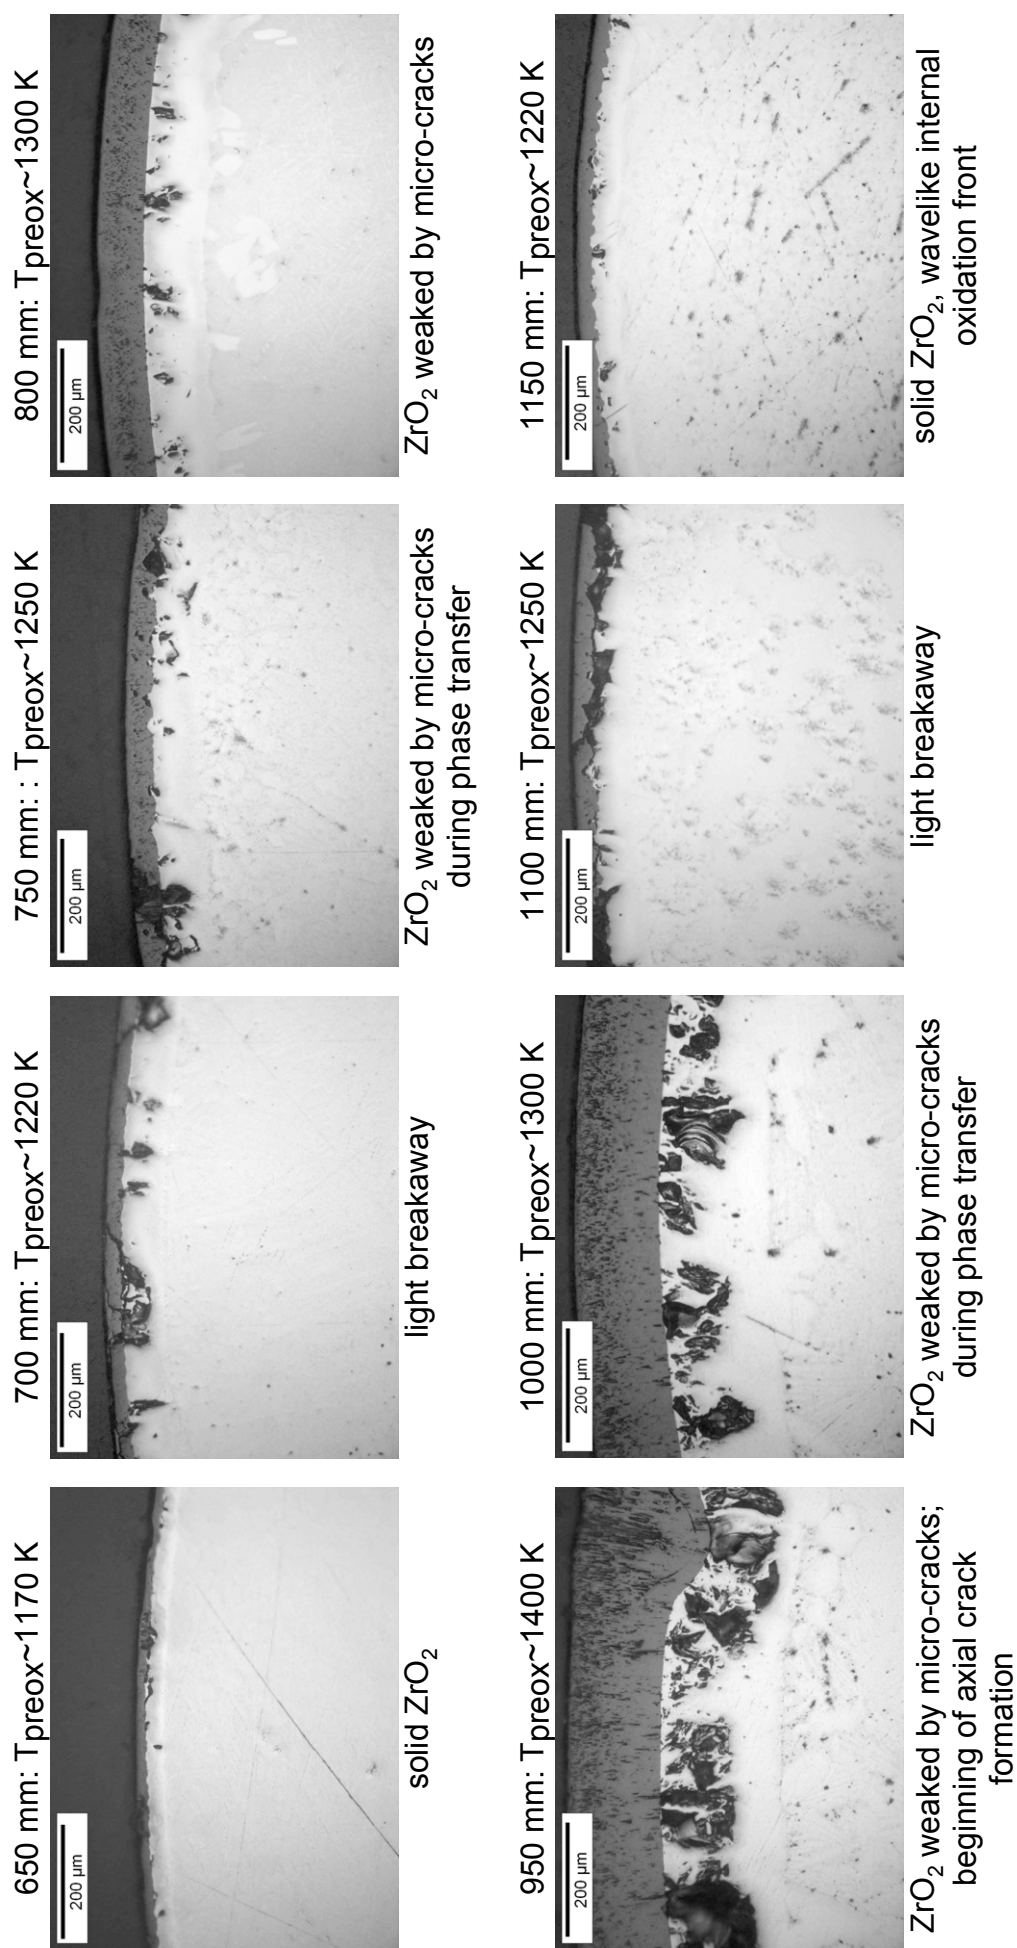 650 mm: Tpreox~1170 K
200 µm
solid ZrO2
700 mm: Tpreox~1220 K
200 µm
light breakaway
750 mm: : Tpreox~1250 K
200 µm
ZrO2 weaked by micro-cracks
during phase transfer
800 mm: Tpreox~1300 K
200 µm
ZrO2 weaked by micro-cracks
950 mm: Tpreox~1400 K
200 µm
ZrO2 weaked by micro-cracks;
beginning of axial crack
formation
1000 mm: Tpreox~1300 K
200 µm
ZrO2 weaked by micro-cracks
during phase transfer
1100 mm: Tpreox~1250 K
200 µm
light breakaway
1150 mm: Tpreox~1220 K
200 µm
solid ZrO2, wavelike internal
oxidation front